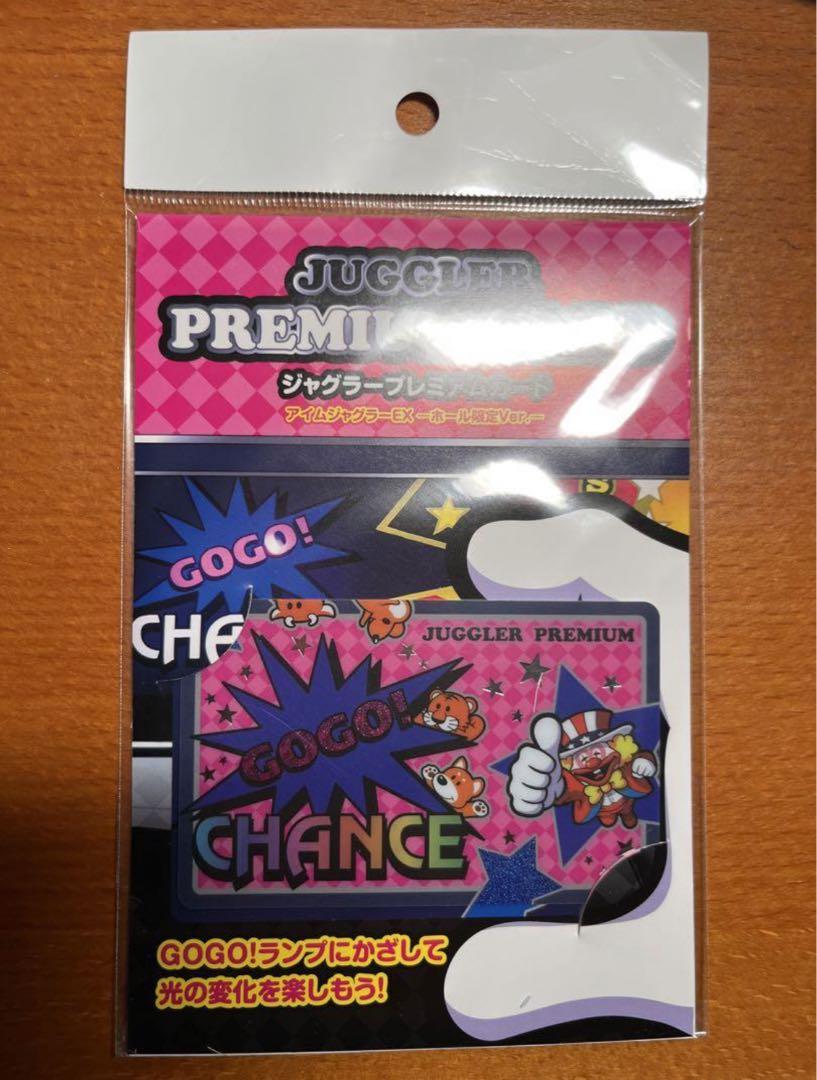 JUGGLER
ジャグラープレミアムカード
アイムジャグラーEX ーホール限定Ver.ー
S
GOGO!
JUGGLER PREMIUM
GOGO!
CHANCE
GOGO!ランプにかざして
光の変化を楽しもう!